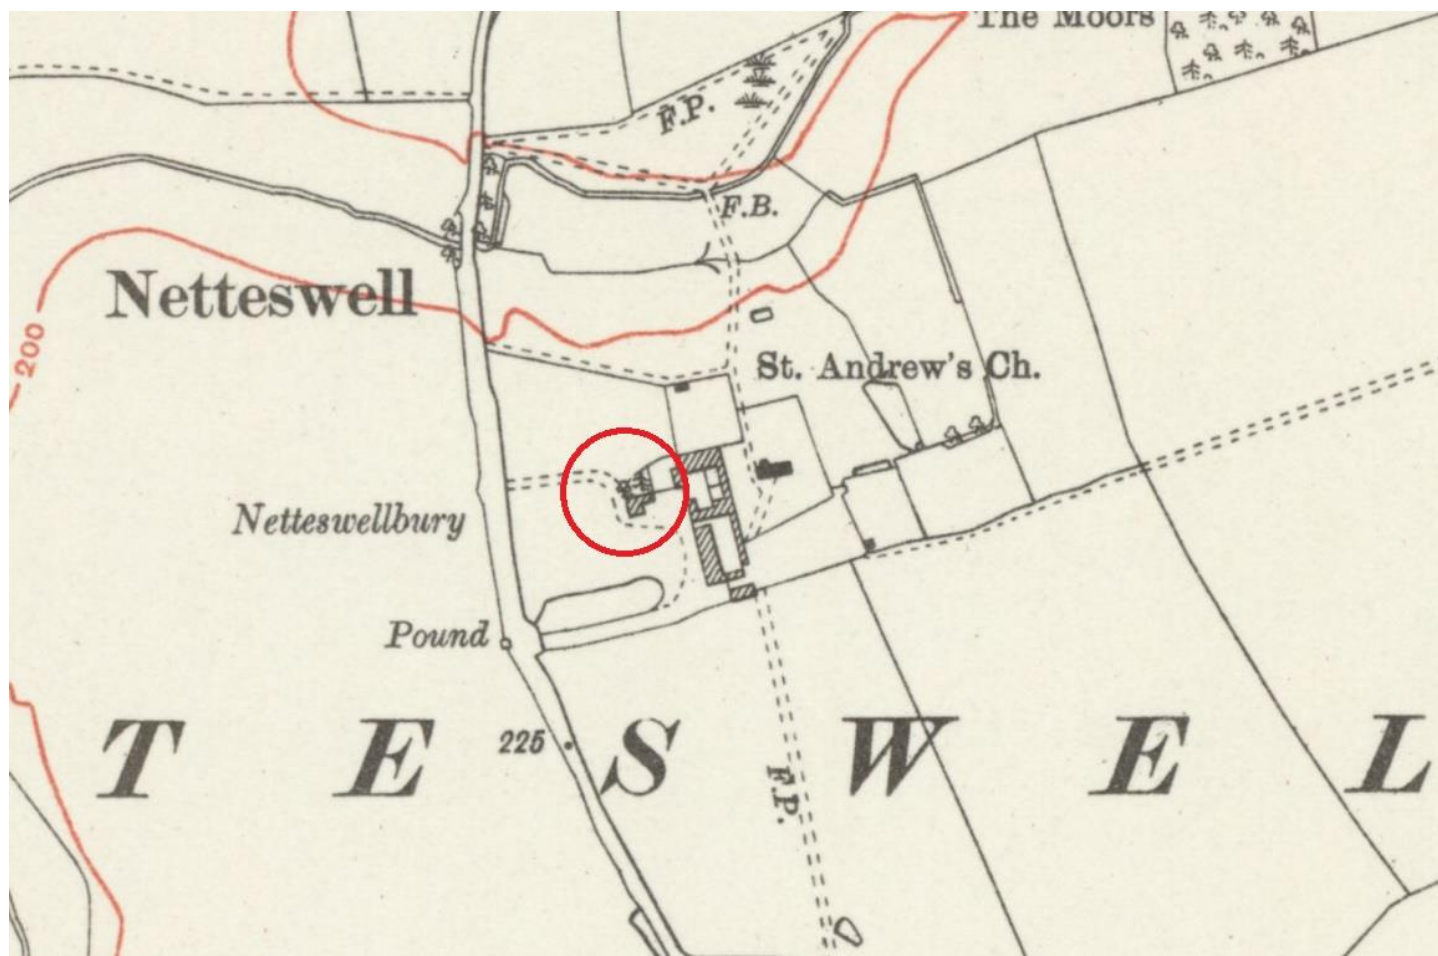 The Moors
F.P.
F.B.
Netteswell
200
St. Andrew's Ch.
Netteswellbury
Pound
225
T E S W E L
F.P.